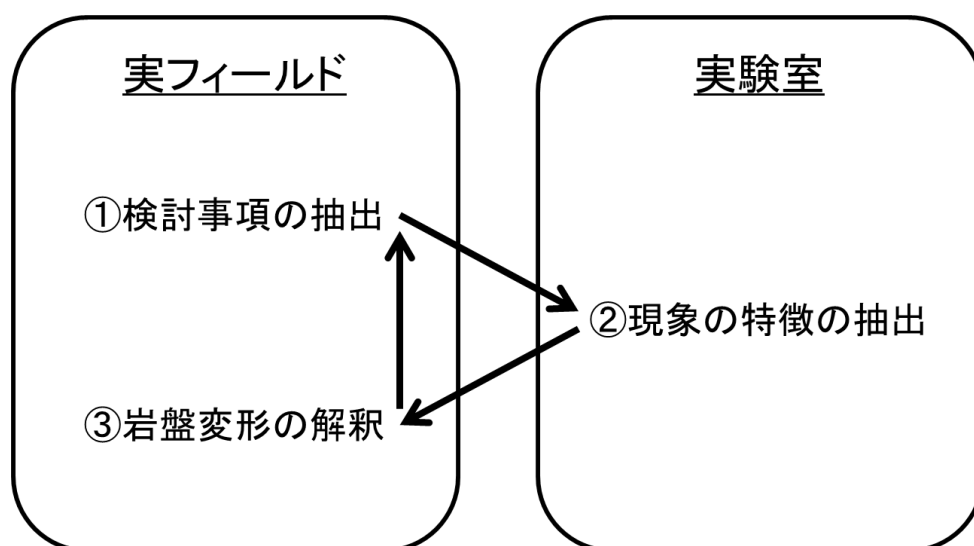 実フィールド
①検討事項の抽出
③岩盤変形の解釈
実験室
②現象の特徴の抽出